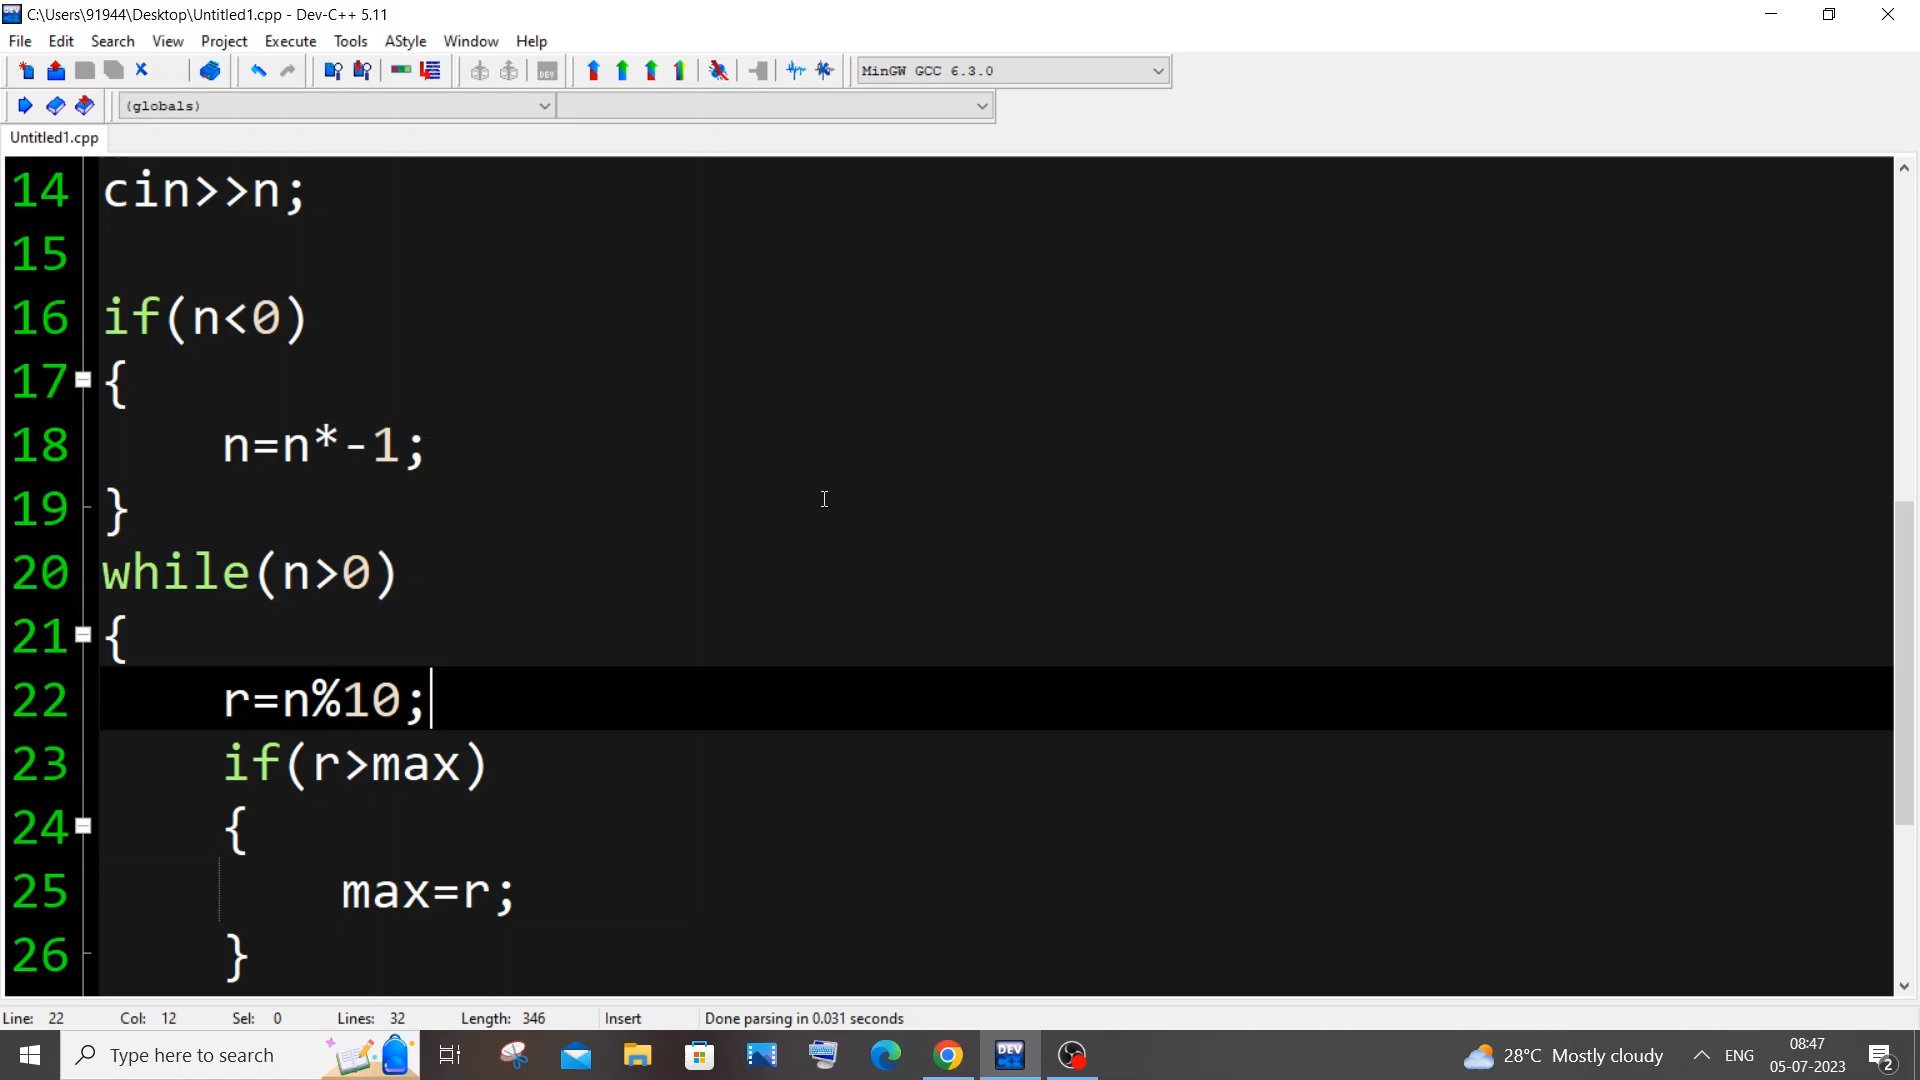 C:\Users\91944\Desktop\Untitled1.cpp - Dev-C++ 5.11
File Edit Search View Project Execute Tools AStyle Window Help
DEV
MinGW GCC 6.3.0
(globals)
Untitled1.cpp
14 cin>>n;
15
16 if(n<0)
17 {
18 n=n*-1;
19 }
20 while(n>0)
21 {
22 r=n%10;
23 if(r>max)
24 {
25 max=r;
26 }
Line: 22 Col: 12 Sel: 0 Lines: 32 Length: 346 Insert Done parsing in 0.031 seconds
Type here to search
DEV
28°C Mostly cloudy
ENG
08:47
05-07-2023
2